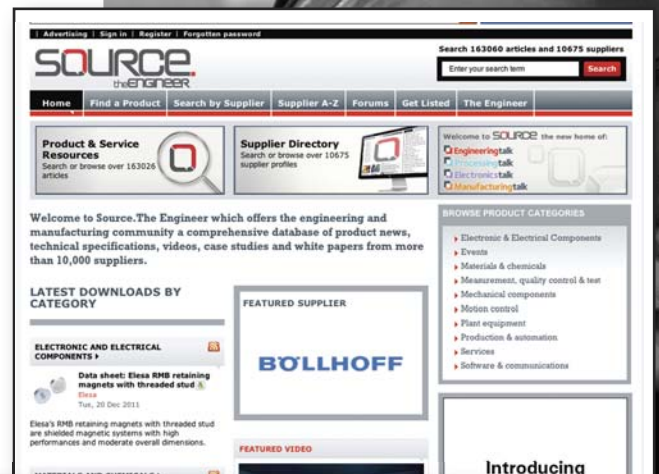 | Advertising | Sign in | Register | Forgotten password
SOURCE.
theENGINEER
Search 163060 articles and 10675 suppliers
Enter your search term
Search
Home
Find a Product
Search by Supplier
Supplier A-Z
Forums
Get Listed
The Engineer
Product & Service
Resources
Search or browse over 163026
articles
Supplier Directory
Search or browse over 10675
supplier profiles
Welcome to SOURCE the new home of:
Engineeringtalk
Processingtalk
Electronicstalk
Manufacturingtalk
Welcome to Source.The Engineer which offers the engineering and
manufacturing community a comprehensive database of product news,
technical specifications, videos, case studies and white papers from more
than 10,000 suppliers.
BROWSE PRODUCT CATEGORIES
Electronic & Electrical Components
Events
Materials & chemicals
Measurement, quality control & test
Mechanical components
Motion control
Plant equipment
Production & automation
Services
Software & communications
LATEST DOWNLOADS BY
CATEGORY
ELECTRONIC AND ELECTRICAL
COMPONENTS
Data sheet: Elesa RMB retaining
magnets with threaded stud
Elesa
Tue, 20 Dec 2011
Elesa's RMB retaining magnets with threaded stud
are shielded magnetic systems with high
performances and moderate overall dimensions.
FEATURED SUPPLIER
BÖLLHOFF
FEATURED VIDEO
Introducing